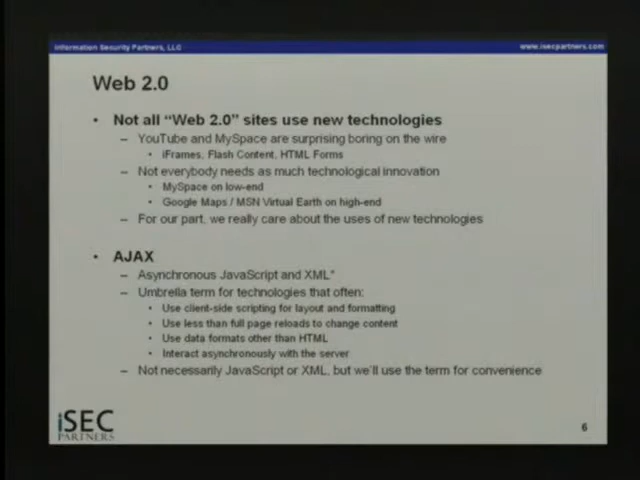 Information Security Partners, LLC
www.isecpartners.com
Web 2.0
• Not all “Web 2.0” sites use new technologies
– YouTube and MySpace are surprising boring on the wire
• iFrames, Flash Content, HTML Forms
– Not everybody needs as much technological innovation
• MySpace on low-end
• Google Maps / MSN Virtual Earth on high-end
– For our part, we really care about the uses of new technologies
• AJAX
– Asynchronous JavaScript and XML*
– Umbrella term for technologies that often:
• Use client-side scripting for layout and formatting
• Use less than full page reloads to change content
• Use data formats other than HTML
• Interact asynchronously with the server
– Not necessarily JavaScript or XML, but we’ll use the term for convenience
iSEC
PARTNERS
6